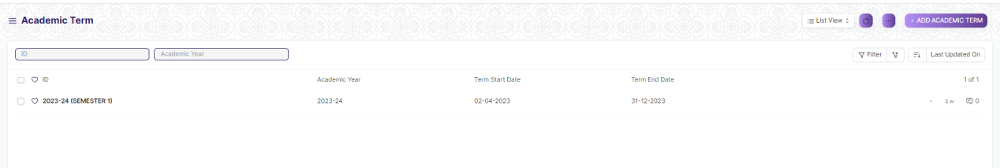 Academic Term
List View
+ ADD ACADEMIC TERM
ID
Academic Year
Filter
Last Updated On
ID Academic Year Term Start Date Term End Date 1 of 1
2023-24 (SEMESTER 1) 2023-24 02-04-2023 31-12-2023 - 3 w 0